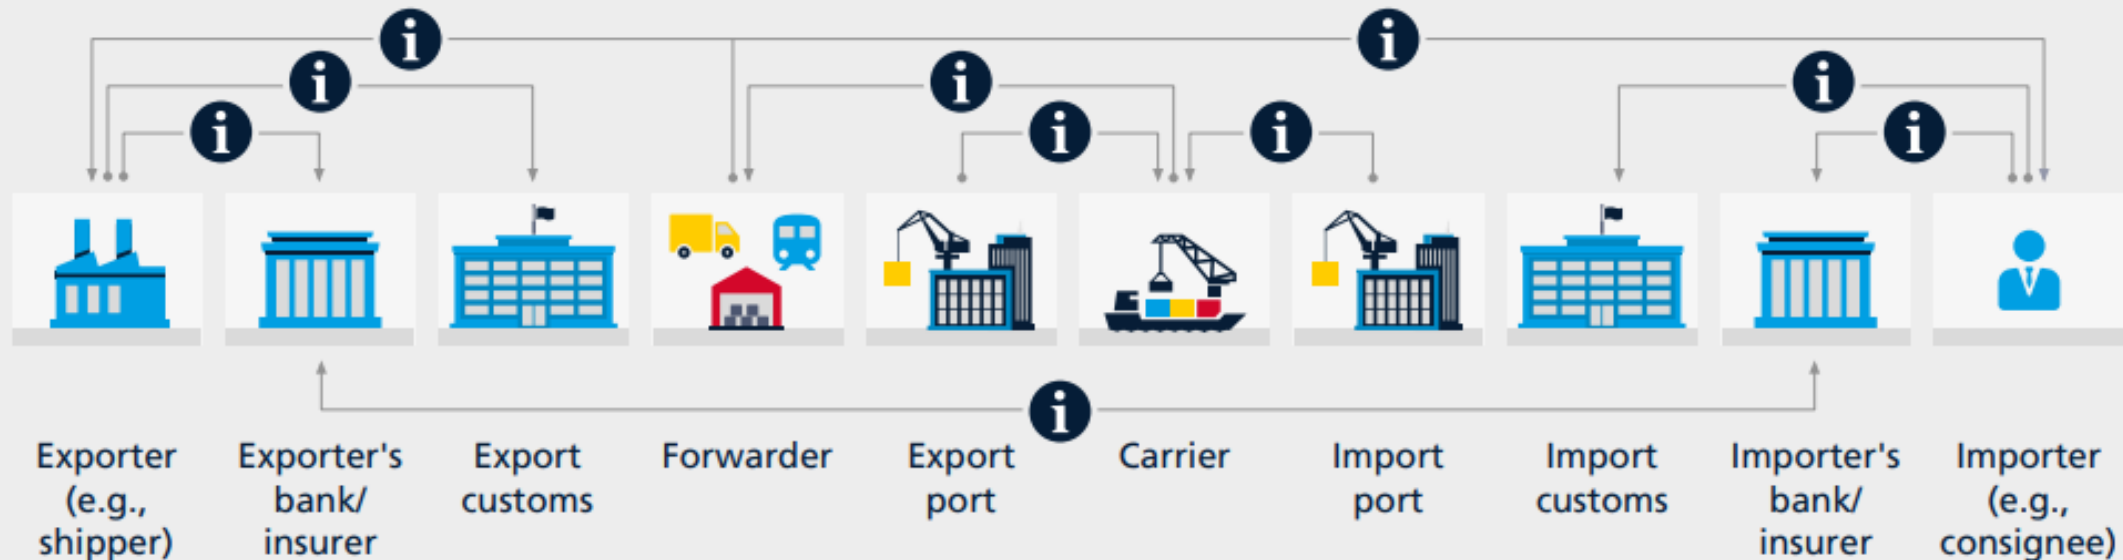 i
i
i
i
i
i
i
i
i
i
Exporter
(e.g.,
shipper)
Exporter's
bank/
insurer
Export
customs
Forwarder
Export
port
Carrier
Import
port
Import
customs
Importer's
bank/
insurer
Importer
(e.g.,
consignee)